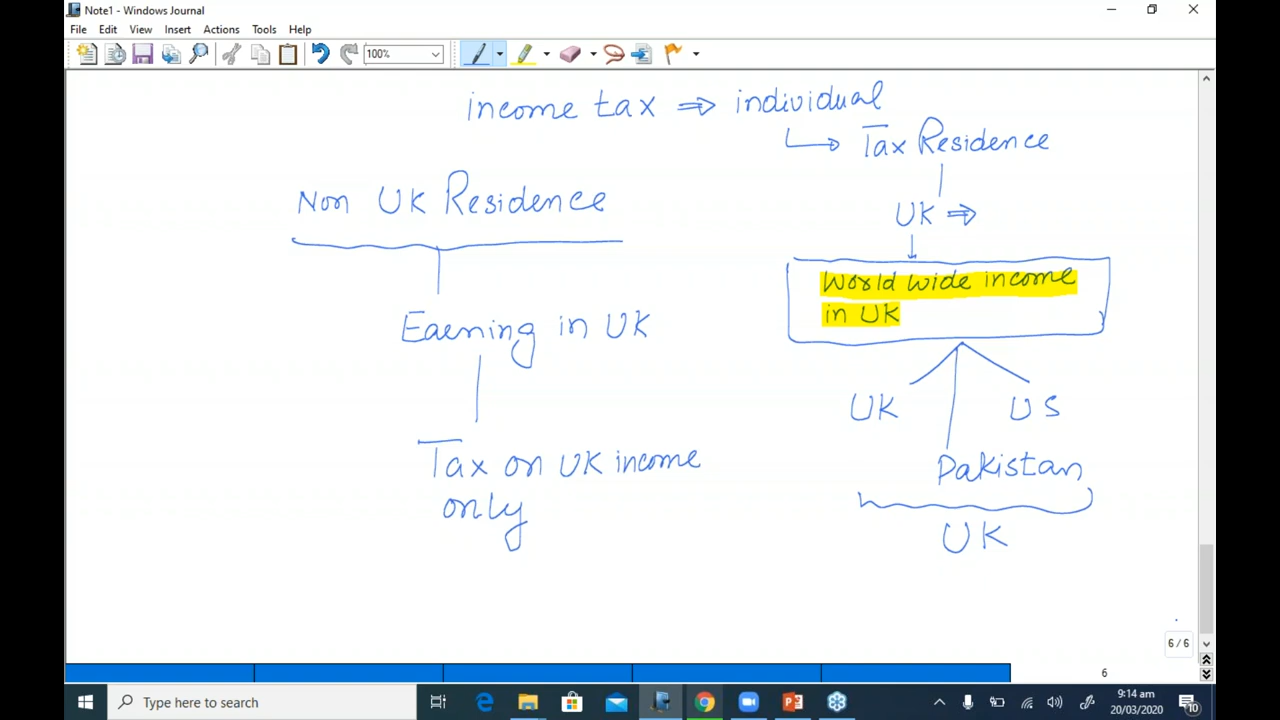 Note1 - Windows Journal
File Edit View Insert Actions Tools Help
100%
income tax ⇒ individual
Tax Residence
Non UK Residence
UK ⇒
World wide income
in UK
Earning in UK
UK US
Pakistan
Tax on UK income
only
UK
6/6
6
Type here to search
9:14 am
20/03/2020
10